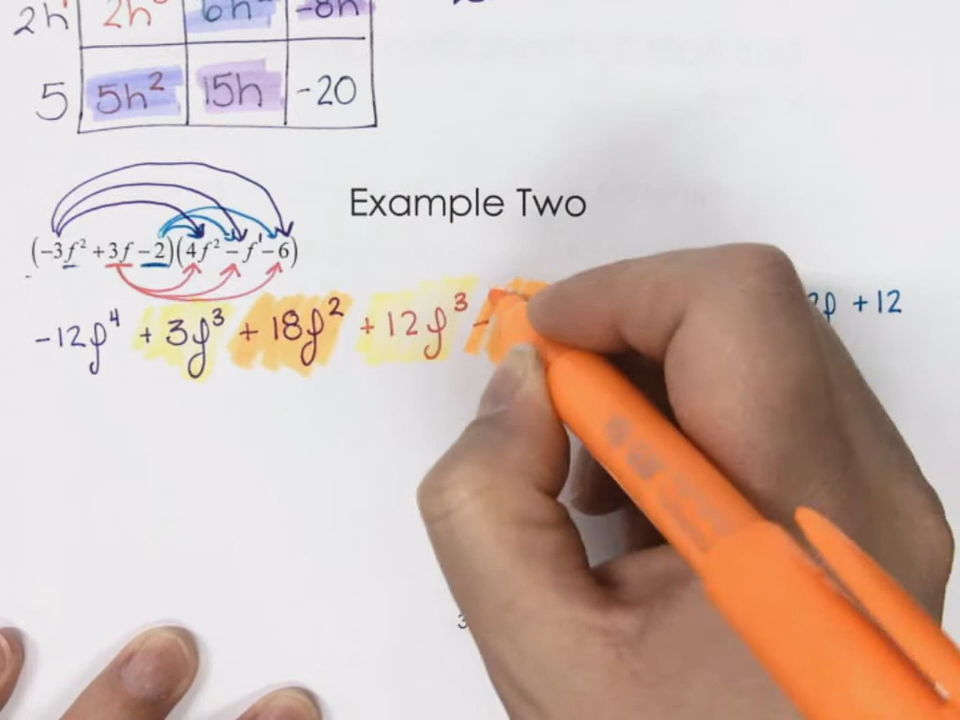 2h 2h 6h -8h
5 5h² 15h -20
Example Two
(-3f² + 3f - 2)(4f² - f - 6)
-12f⁴ + 3f³ + 18f² + 12f³ - f + 12